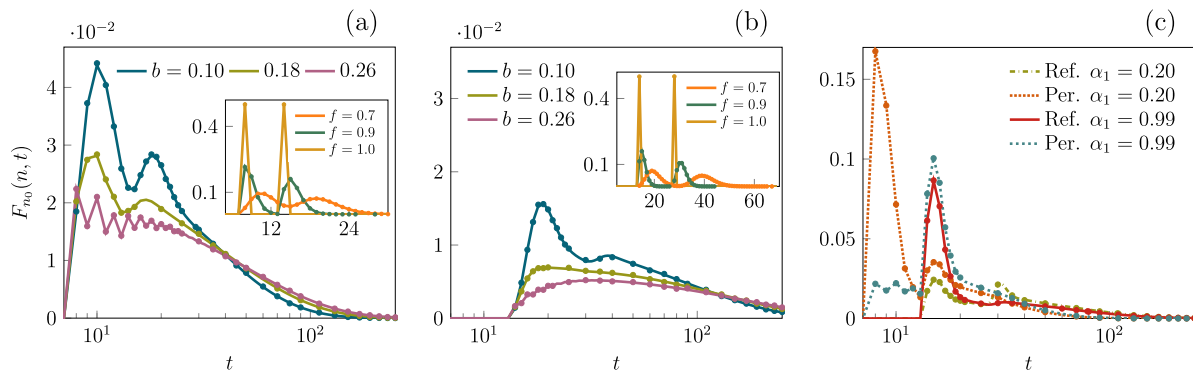 (a)
·10⁻²
F_{n_0}(n, t)
0
1
2
3
4
b = 0.10 0.18 0.26
0.1
0.4
12 24
f = 0.7
f = 0.9
f = 1.0
10¹ 10²
t
(b)
·10⁻²
0
1
2
3
b = 0.10
b = 0.18
b = 0.26
0.1
0.4
20 40 60
f = 0.7
f = 0.9
f = 1.0
10¹ 10²
t
(c)
0
0.05
0.1
0.15
Ref. α₁ = 0.20
Per. α₁ = 0.20
Ref. α₁ = 0.99
Per. α₁ = 0.99
10¹ 10²
t